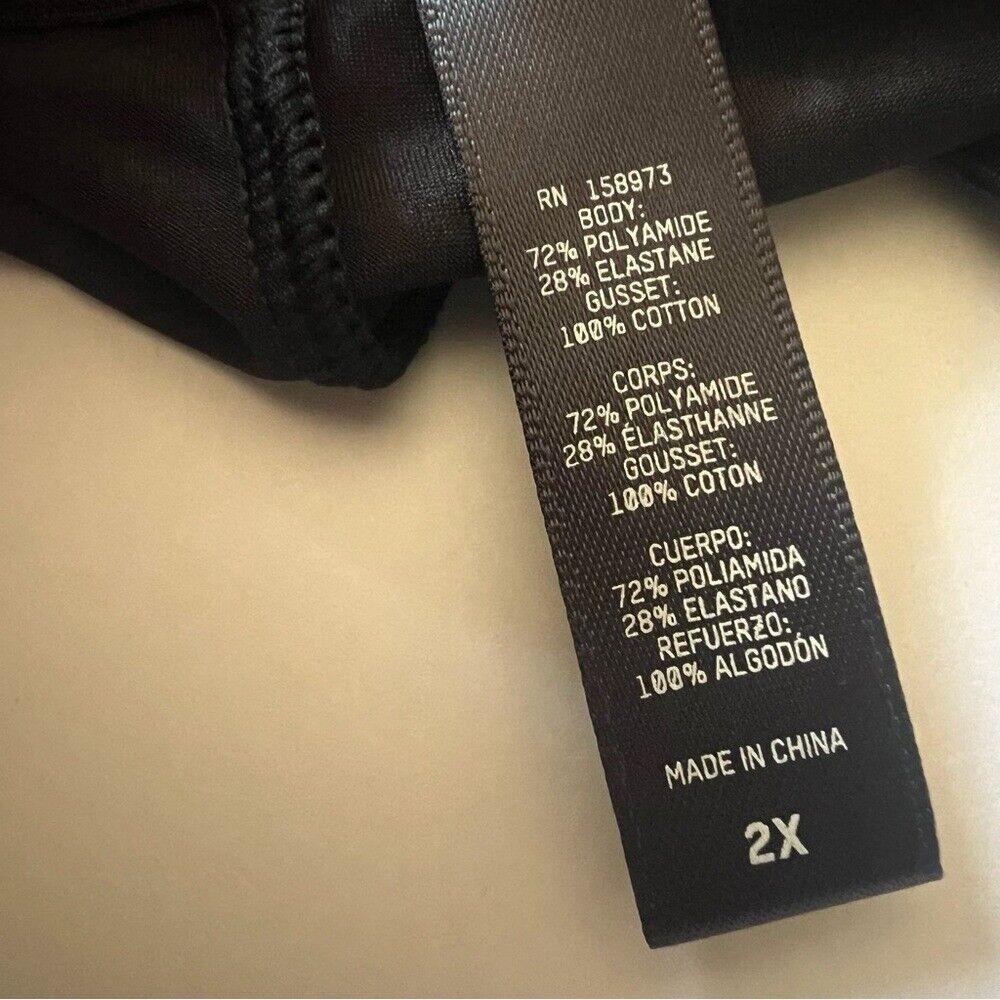 RN 158973
BODY:
72% POLYAMIDE
28% ELASTANE
GUSSET:
100% COTTON
CORPS:
72% POLYAMIDE
28% ÉLASTHANNE
GOUSSET:
100% COTON
CUERPO:
72% POLIAMIDA
28% ELASTANO
REFUERZO:
100% ALGODÓN
MADE IN CHINA
2X